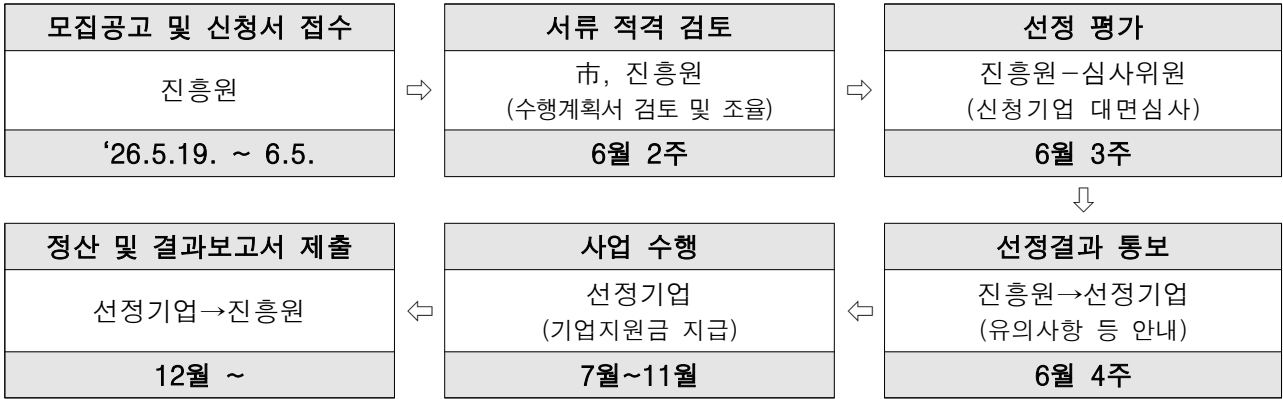 모집공고 및 신청서 접수
진흥원
‘26.5.19. ~ 6.5.
⇨
서류 적격 검토
市, 진흥원
(수행계획서 검토 및 조율)
6월 2주
⇨
선정 평가
진흥원-심사위원
(신청기업 대면심사)
6월 3주
⇩
선정결과 통보
진흥원→선정기업
(유의사항 등 안내)
6월 4주
⇦
사업 수행
선정기업
(기업지원금 지급)
7월~11월
⇦
정산 및 결과보고서 제출
선정기업→진흥원
12월 ~